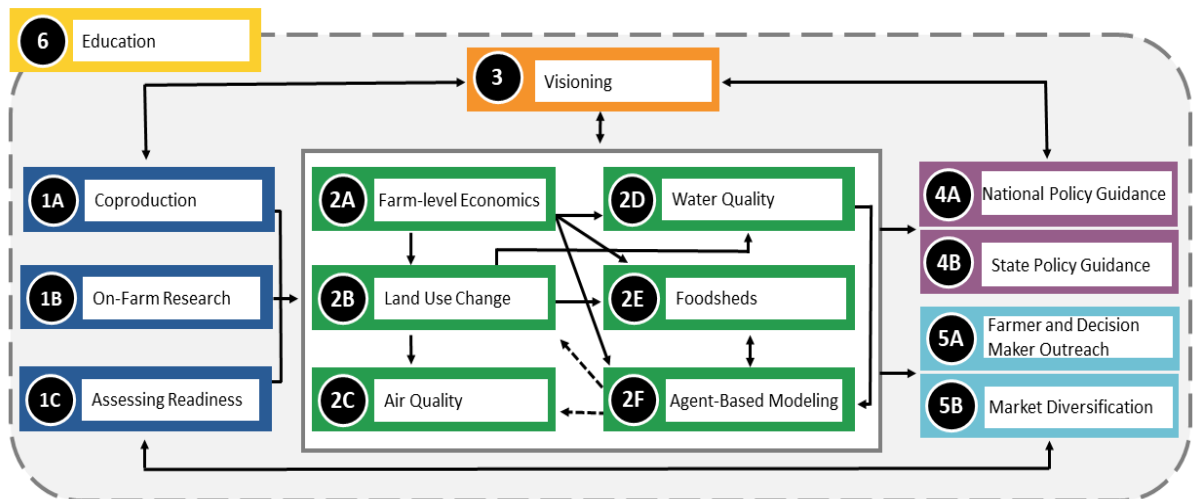 6 Education
3 Visioning
1A Coproduction
1B On-Farm Research
1C Assessing Readiness
2A Farm-level Economics
2B Land Use Change
2C Air Quality
2D Water Quality
2E Foodsheds
2F Agent-Based Modeling
4A National Policy Guidance
4B State Policy Guidance
5A Farmer and Decision
Maker Outreach
5B Market Diversification